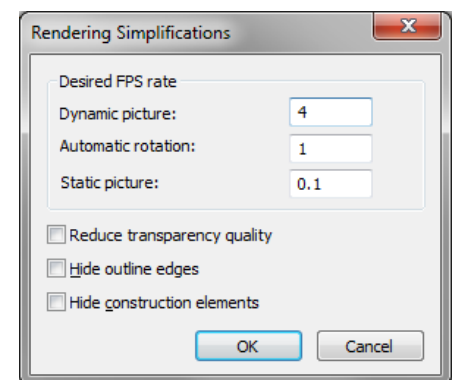 Rendering Simplifications
Desired FPS rate
Dynamic picture: 4
Automatic rotation: 1
Static picture: 0.1
Reduce transparency quality
Hide outline edges
Hide construction elements
OK Cancel